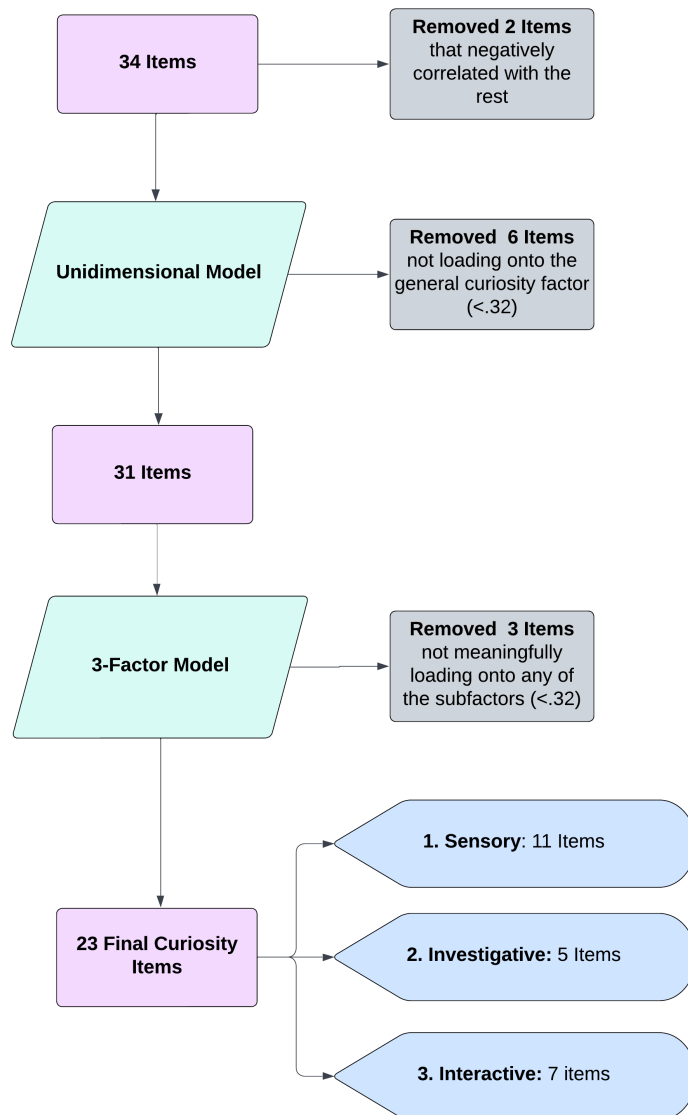 34 Items
Removed 2 Items
that negatively
correlated with the
rest
Unidimensional Model
Removed  6 Items
not loading onto the
general curiosity factor
(<.32)
31 Items
3-Factor Model
Removed  3 Items
not meaningfully
loading onto any of
the subfactors (<.32)
1. Sensory: 11 Items
23 Final Curiosity
Items
2. Investigative: 5 Items
3. Interactive: 7 items